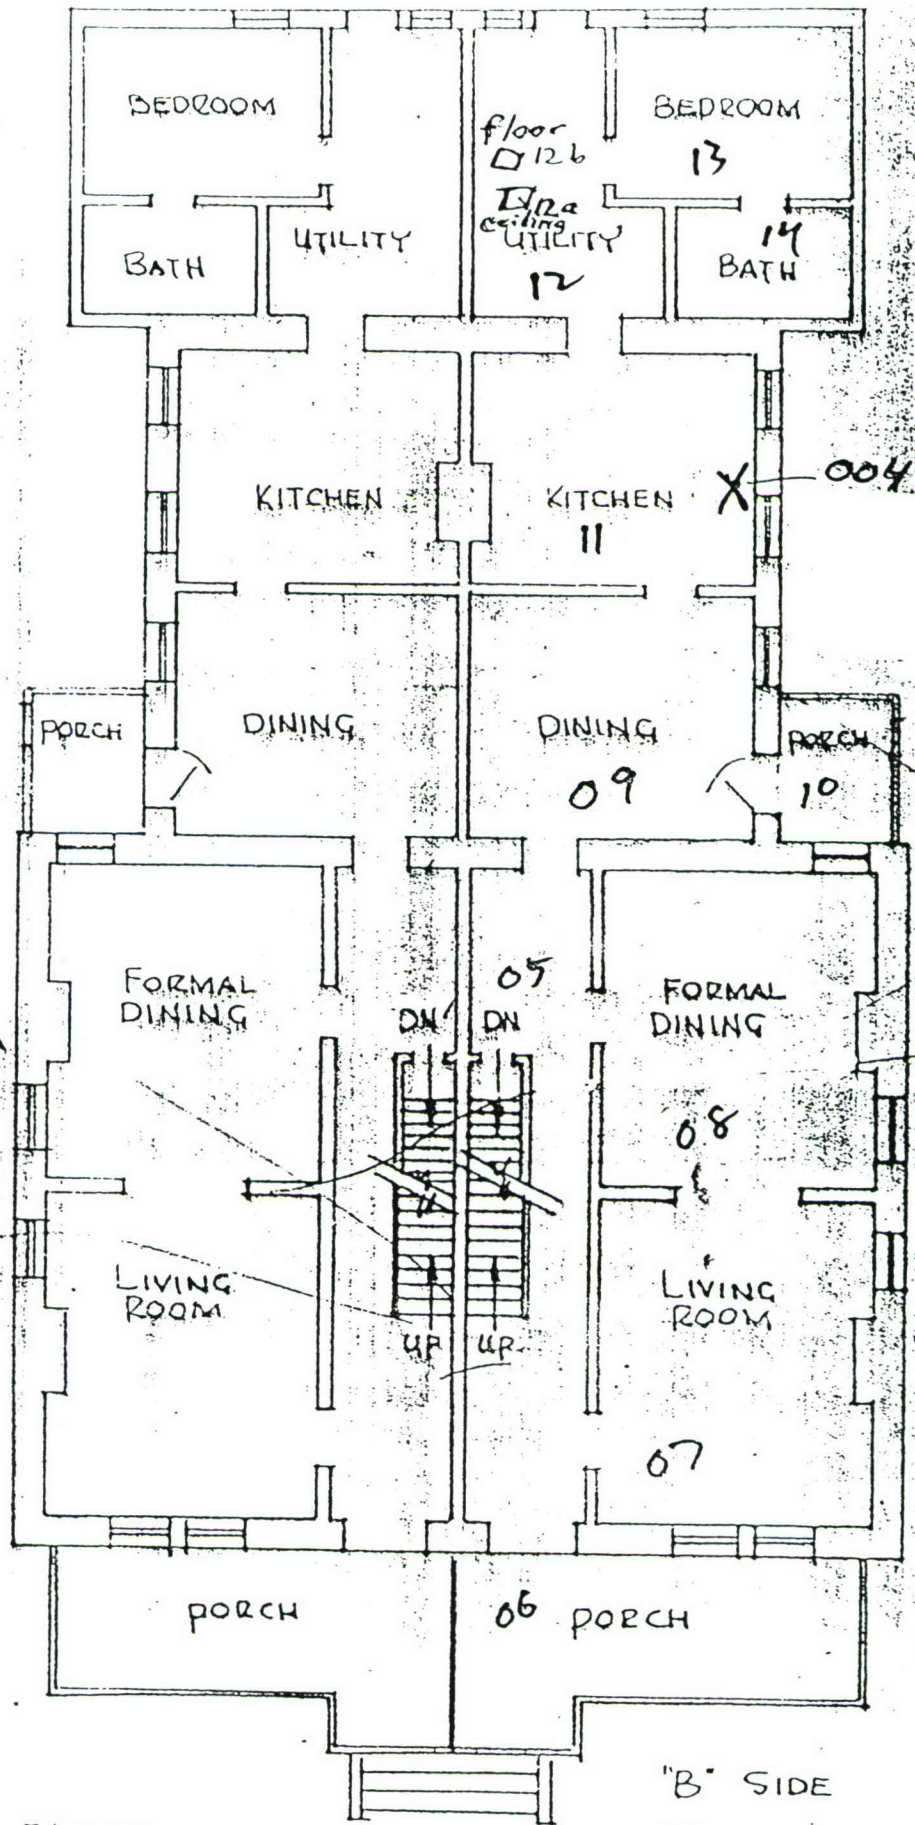 BEDROOM
BEDROOM
floor
12b
13
12a
ceiling
UTILITY
UTILITY
14
BATH
BATH
12
004
KITCHEN
KITCHEN
11
PORCH
DINING
DINING
PORCH
09
10
05
FORMAL
DINING
FORMAL
DINING
DN
DN
08
LIVING
ROOM
LIVING
ROOM
UP
UP
07
PORCH
06 PORCH
"B" SIDE